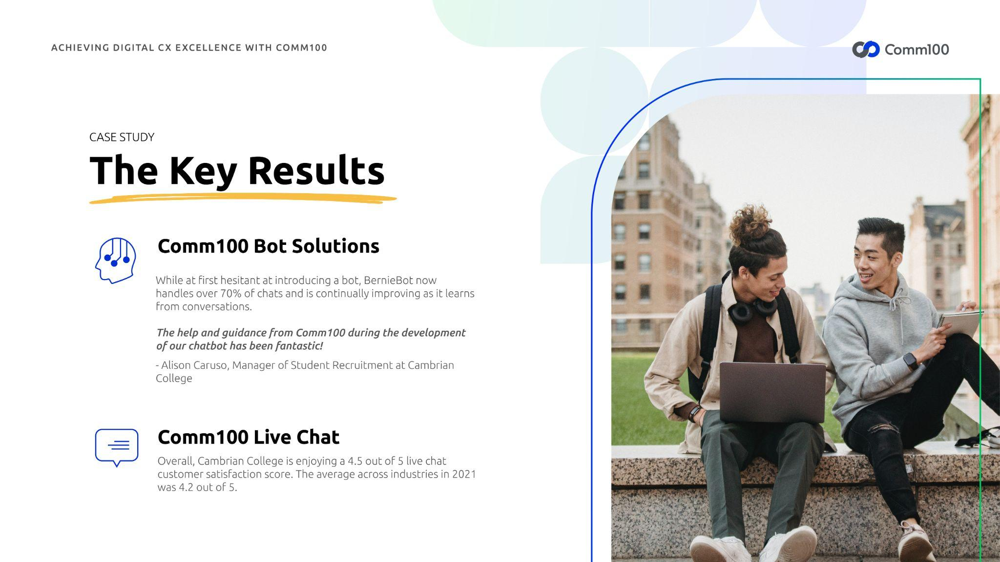 ACHIEVING DIGITAL CX EXCELLENCE WITH COMM100
Comm100
CASE STUDY
The Key Results
Comm100 Bot Solutions
While at first hesitant at introducing a bot, BernieBot now
handles over 70% of chats and is continually improving as it learns
from conversations.
The help and guidance from Comm100 during the development
of our chatbot has been fantastic!
- Alison Caruso, Manager of Student Recruitment at Cambrian
College
Comm100 Live Chat
Overall, Cambrian College is enjoying a 4.5 out of 5 live chat
customer satisfaction score. The average across industries in 2021
was 4.2 out of 5.